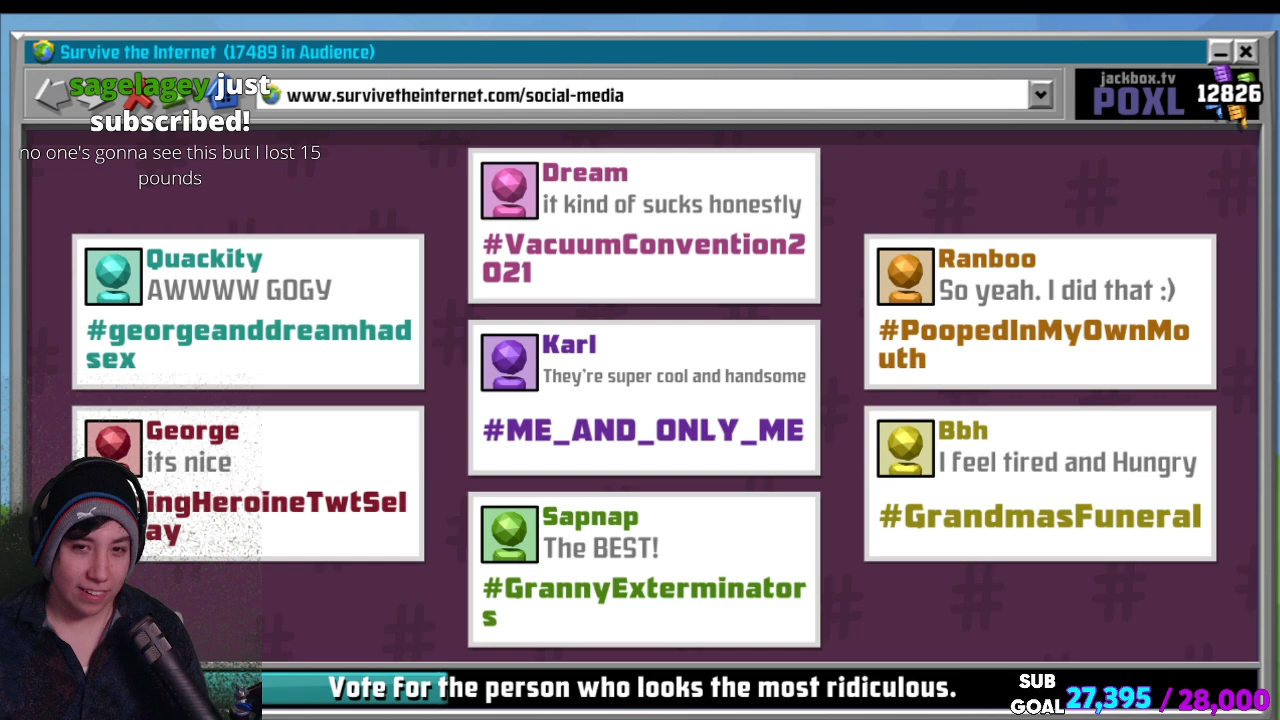 Survive the Internet (17489 in Audience)
sagelagey just
subscribed!
no one's gonna see this but I lost 15
pounds
www.survivetheinternet.com/social-media
jackbox.tv
POXL
12826
Dream
it kind of sucks honestly
#VacuumConvention2
021
Quackity
AWWWW GOGY
#georgeanddreamhad
sex
Ranboo
So yeah. I did that :)
#PoopedInMyOwnMo
uth
Karl
They're super cool and handsome
#ME_AND_ONLY_ME
George
its nice
ingHeroineTwtSel
ay
Bbh
I feel tired and Hungry
#GrandmasFuneral
Sapnap
The BEST!
#GrannyExterminator
s
Vote for the person who looks the most ridiculous.
SUB
GOAL
27,395 / 28,000